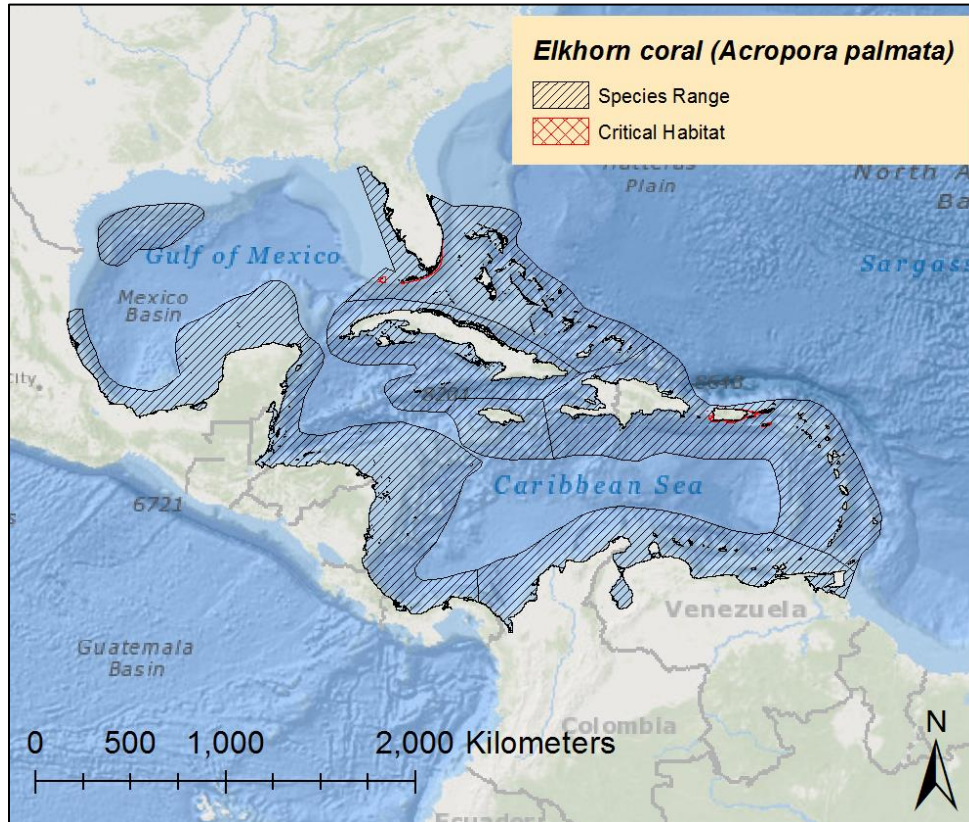 Elkhorn coral (Acropora palmata)
Species Range
Critical Habitat
Plain
North A
Ba
Gulf of Mexico
Sargass
Mexico
Basin
City
Caribbean Sea
6721
Venezuela
Guatemala
Basin
Colombia
N
0 500 1,000 2,000 Kilometers